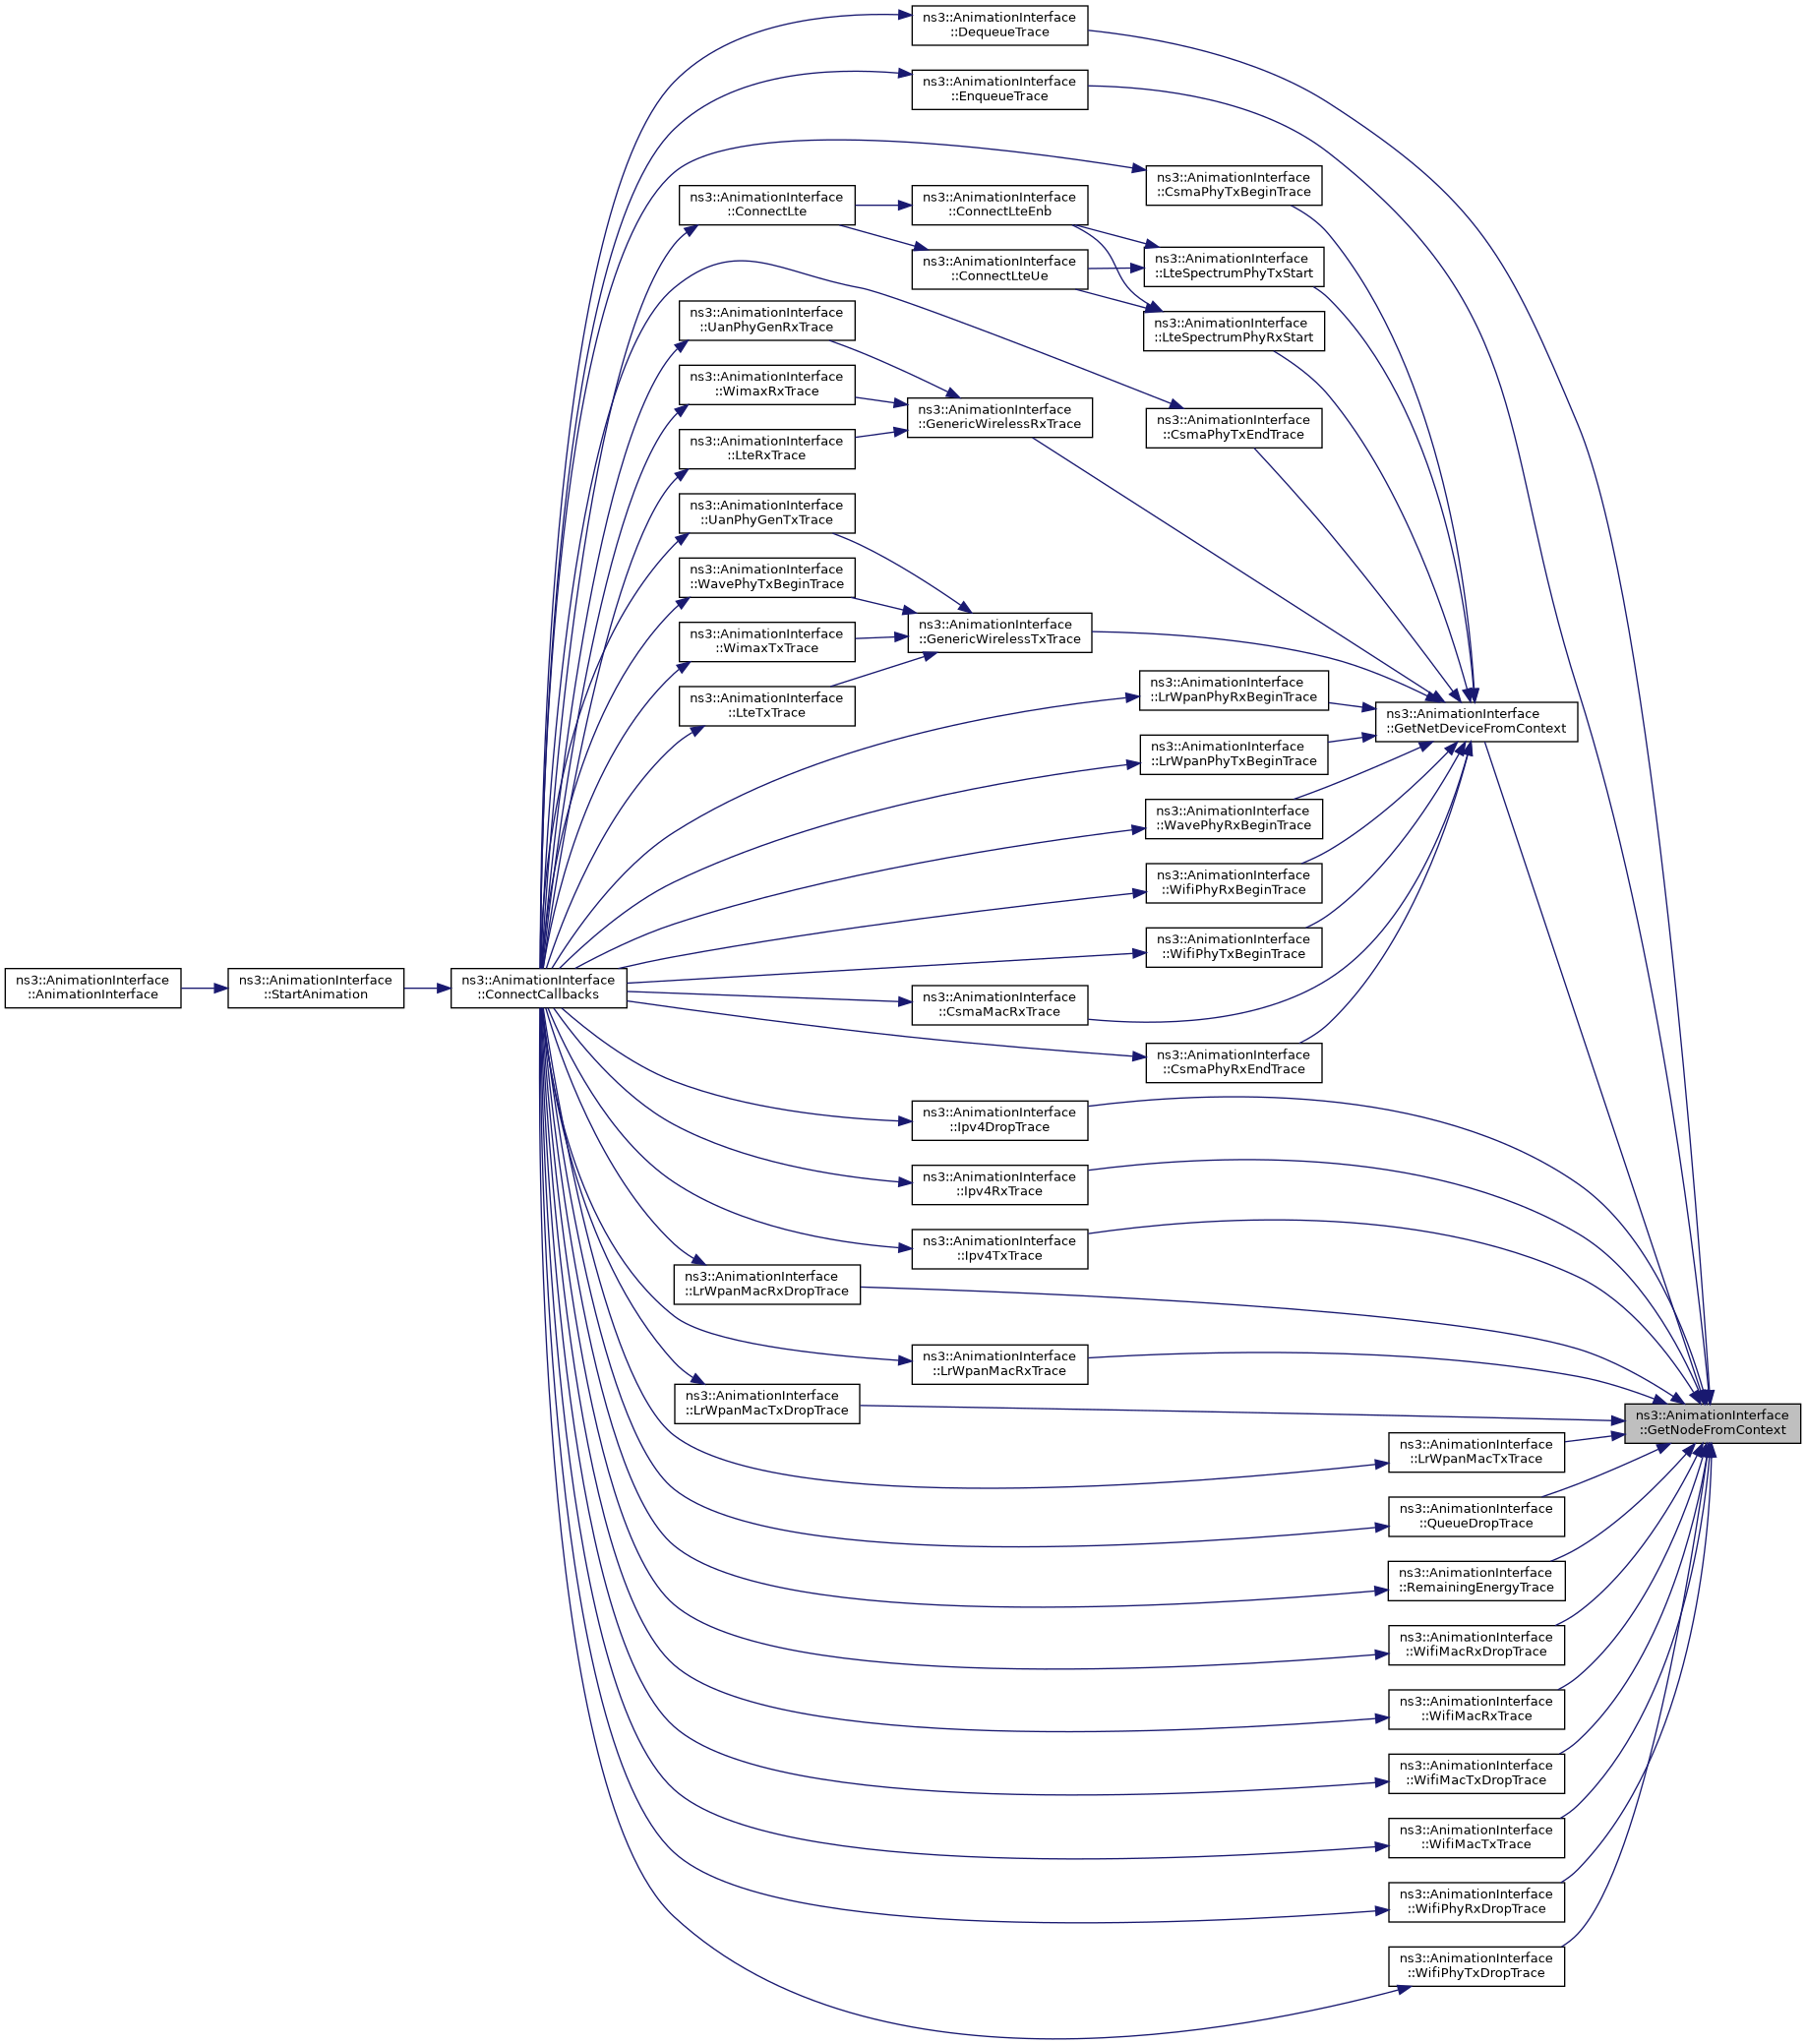 ns3::AnimationInterface
::DequeueTrace
ns3::AnimationInterface
::EnqueueTrace
ns3::AnimationInterface
::CsmaPhyTxBeginTrace
ns3::AnimationInterface
::ConnectLte
ns3::AnimationInterface
::ConnectLteEnb
ns3::AnimationInterface
::LteSpectrumPhyTxStart
ns3::AnimationInterface
::ConnectLteUe
ns3::AnimationInterface
::UanPhyGenRxTrace
ns3::AnimationInterface
::LteSpectrumPhyRxStart
ns3::AnimationInterface
::WimaxRxTrace
ns3::AnimationInterface
::GenericWirelessRxTrace
ns3::AnimationInterface
::CsmaPhyTxEndTrace
ns3::AnimationInterface
::LteRxTrace
ns3::AnimationInterface
::UanPhyGenTxTrace
ns3::AnimationInterface
::WavePhyTxBeginTrace
ns3::AnimationInterface
::GenericWirelessTxTrace
ns3::AnimationInterface
::WimaxTxTrace
ns3::AnimationInterface
::LrWpanPhyRxBeginTrace
ns3::AnimationInterface
::LteTxTrace
ns3::AnimationInterface
::GetNetDeviceFromContext
ns3::AnimationInterface
::LrWpanPhyTxBeginTrace
ns3::AnimationInterface
::WavePhyRxBeginTrace
ns3::AnimationInterface
::WifiPhyRxBeginTrace
ns3::AnimationInterface
::WifiPhyTxBeginTrace
ns3::AnimationInterface
::AnimationInterface
ns3::AnimationInterface
::StartAnimation
ns3::AnimationInterface
::ConnectCallbacks
ns3::AnimationInterface
::CsmaMacRxTrace
ns3::AnimationInterface
::CsmaPhyRxEndTrace
ns3::AnimationInterface
::Ipv4DropTrace
ns3::AnimationInterface
::Ipv4RxTrace
ns3::AnimationInterface
::Ipv4TxTrace
ns3::AnimationInterface
::LrWpanMacRxDropTrace
ns3::AnimationInterface
::LrWpanMacRxTrace
ns3::AnimationInterface
::LrWpanMacTxDropTrace
ns3::AnimationInterface
::GetNodeFromContext
ns3::AnimationInterface
::LrWpanMacTxTrace
ns3::AnimationInterface
::QueueDropTrace
ns3::AnimationInterface
::RemainingEnergyTrace
ns3::AnimationInterface
::WifiMacRxDropTrace
ns3::AnimationInterface
::WifiMacRxTrace
ns3::AnimationInterface
::WifiMacTxDropTrace
ns3::AnimationInterface
::WifiMacTxTrace
ns3::AnimationInterface
::WifiPhyRxDropTrace
ns3::AnimationInterface
::WifiPhyTxDropTrace